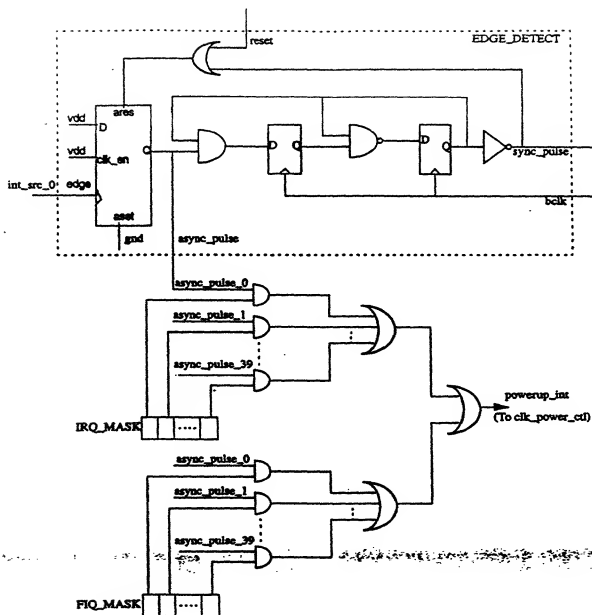 reset
EDGE_DETECT
ares
vdd
D
Q
vdd
clk_en
D
Q
D
Q
sync_pulse
int_src_0
edge
bclk
aset
gnd
async_pulse
async_pulse_0
async_pulse_1
async_pulse_39
powerup_int
(To clk_power_ctl)
IRQ_MASK
async_pulse_0
async_pulse_1
async_pulse_39
FIQ_MASK